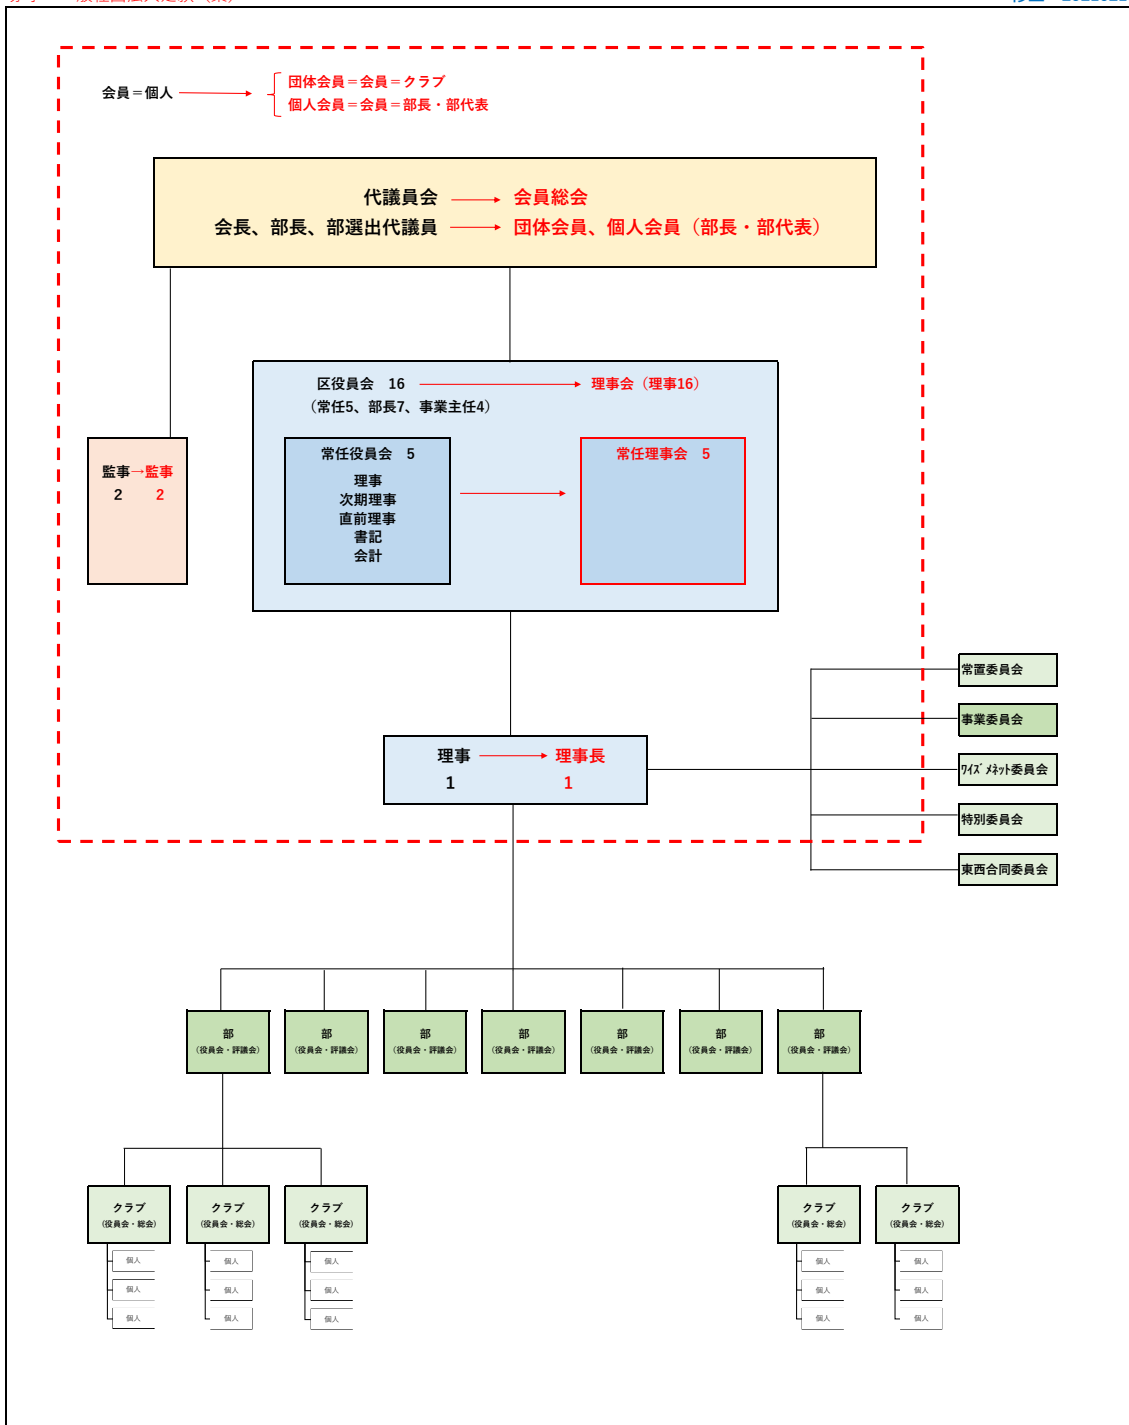 会員＝個人
団体会員＝会員＝クラブ
個人会員＝会員＝部長・部代表
代議員会
会員総会
会長、部長、部選出代議員
団体会員、個人会員（部長・部代表）
区役員会　16
理事会（理事16）
（常任5、部長7、事業主任4）
監事→監事
2　2
常任役員会　5
理事
次期理事
直前理事
書記
会計
常任理事会　5
理事
理事長
1
1
常置委員会
事業委員会
ﾜｲｽﾞﾒﾈｯﾄ委員会
特別委員会
東西合同委員会
部
(役員会・評議会)
部
(役員会・評議会)
部
(役員会・評議会)
部
(役員会・評議会)
部
(役員会・評議会)
部
(役員会・評議会)
部
(役員会・評議会)
クラブ
(役員会・総会)
個人
個人
個人
クラブ
(役員会・総会)
個人
個人
個人
クラブ
(役員会・総会)
個人
個人
個人
クラブ
(役員会・総会)
個人
個人
個人
クラブ
(役員会・総会)
個人
個人
個人